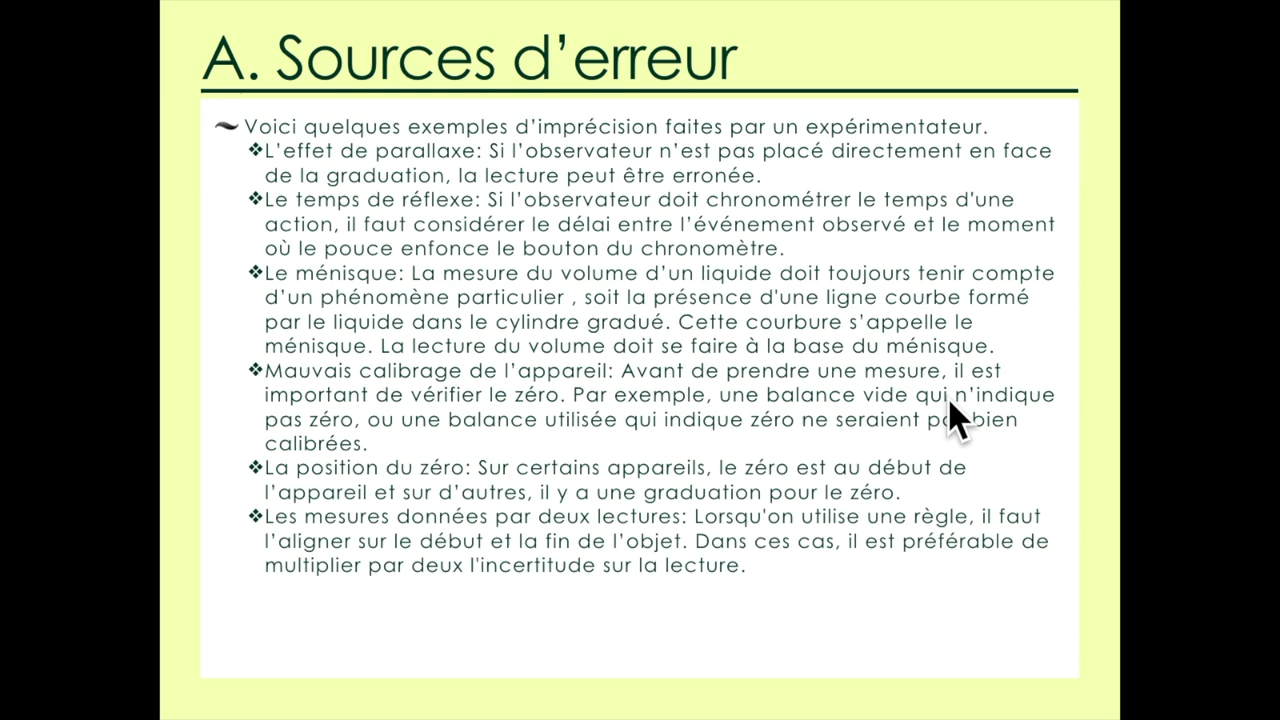 A. Sources d’erreur
Voici quelques exemples d’imprécision faites par un expérimentateur.
❖L’effet de parallaxe: Si l’observateur n’est pas placé directement en face
de la graduation, la lecture peut être erronée.
❖Le temps de réflexe: Si l’observateur doit chronométrer le temps d'une
action, il faut considérer le délai entre l’événement observé et le moment
où le pouce enfonce le bouton du chronomètre.
❖Le ménisque: La mesure du volume d’un liquide doit toujours tenir compte
d’un phénomène particulier , soit la présence d'une ligne courbe formé
par le liquide dans le cylindre gradué. Cette courbure s’appelle le
ménisque. La lecture du volume doit se faire à la base du ménisque.
❖Mauvais calibrage de l’appareil: Avant de prendre une mesure, il est
important de vérifier le zéro. Par exemple, une balance vide qui n’indique
pas zéro, ou une balance utilisée qui indique zéro ne seraient pas bien
calibrées.
❖La position du zéro: Sur certains appareils, le zéro est au début de
l’appareil et sur d’autres, il y a une graduation pour le zéro.
❖Les mesures données par deux lectures: Lorsqu'on utilise une règle, il faut
l’aligner sur le début et la fin de l’objet. Dans ces cas, il est préférable de
multiplier par deux l'incertitude sur la lecture.